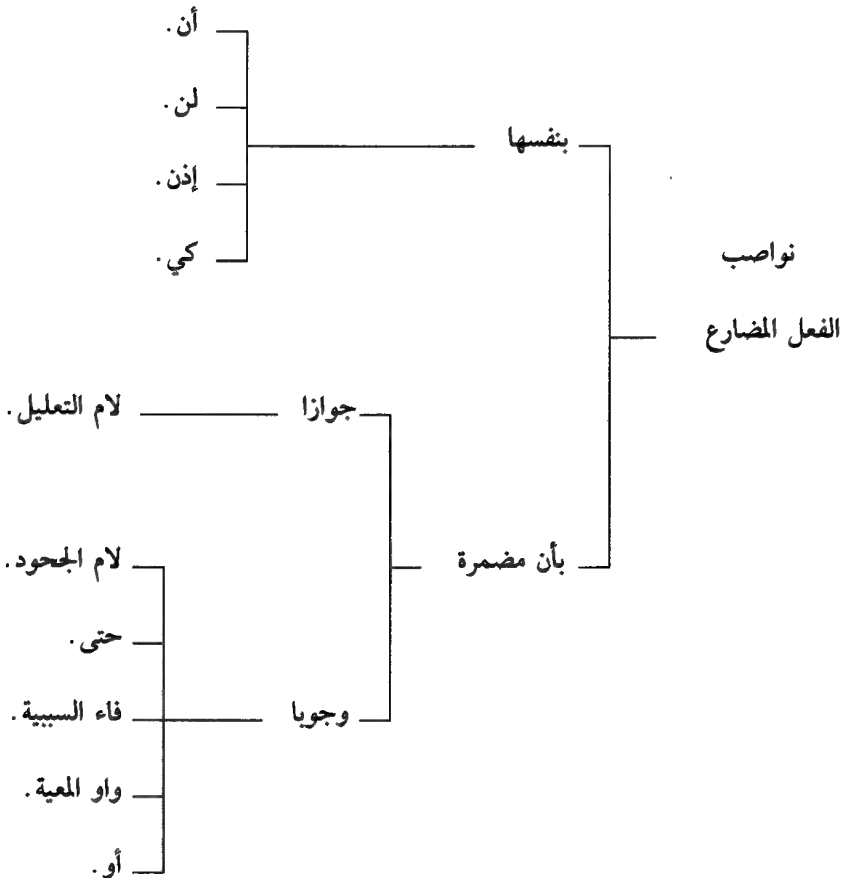 نواصب
الفعل المضارع
بنفسها
أن.
لن.
إذن.
كي.
بأن مضمرة
جوازا
لام التعليل.
وجوبا
لام الجحود.
حتى.
فاء السببية.
واو المعية.
أو.